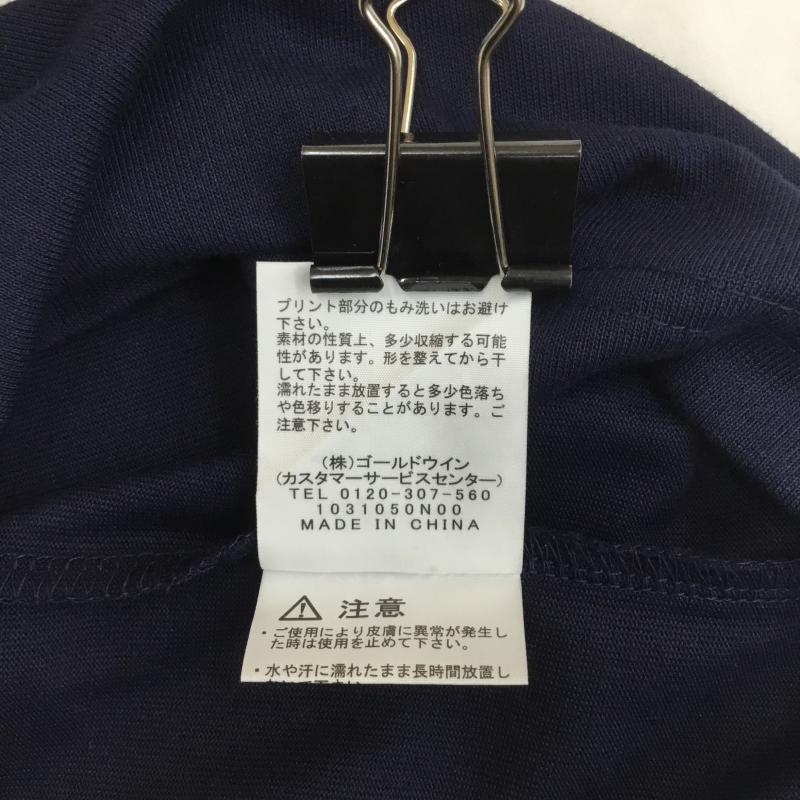 プリント部分のもみ洗いはお避け
下さい。
素材の性質上、多少収縮する可能
性があります。形を整えてから干
して下さい。
濡れたまま放置すると多少色落ち
や色移りすることがあります。ご
注意下さい。
(株)ゴールドウイン
(カスタマーサービスセンター)
TEL 0120-307-560
1031050N00
MADE IN CHINA
注意
・ご使用により皮膚に異常が発生し
た時は使用を止めて下さい。
・水や汗に濡れたまま長時間放置し